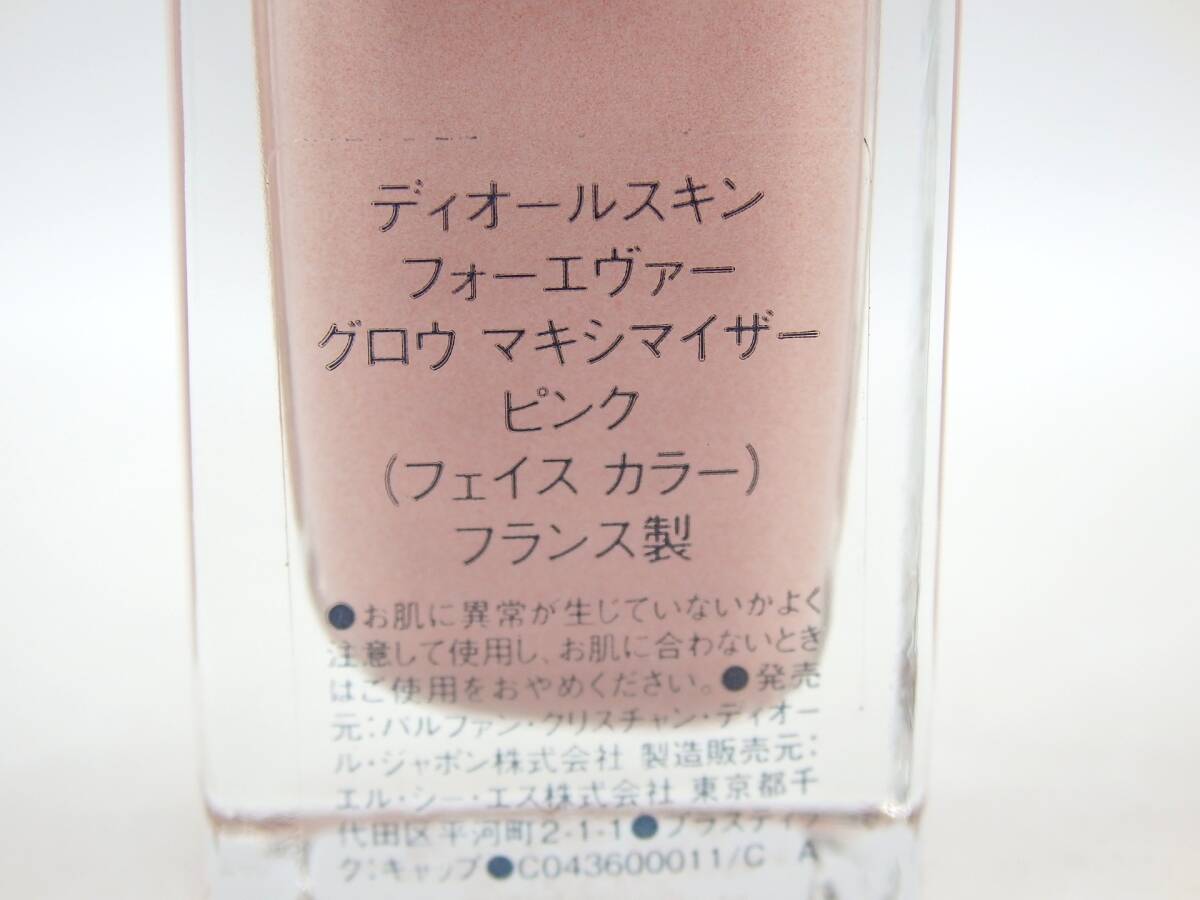 ディオールスキン
フォーエヴァー
グロウ マキシマイザー
ピンク
(フェイス カラー)
フランス製
●お肌に異常が生じていないかよく
注意して使用し、お肌に合わないとき
はご使用をおやめください。●発売
元:パルファン・クリスチャン・ディオー
ル・ジャポン株式会社 製造販売元:
エル・シー・エス株式会社 東京都千
代田区平河町2-1-1●プラスティッ
ク:キャップ●C043600011/C A